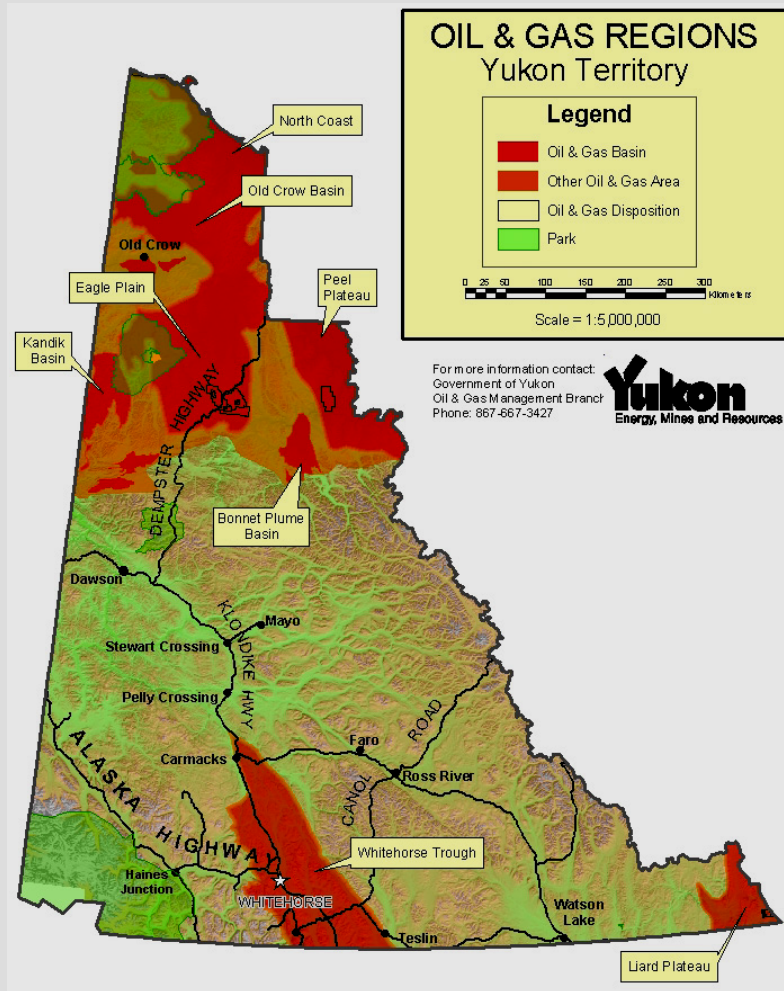 OIL & GAS REGIONS
Yukon Territory
Legend
Oil & Gas Basin
Other Oil & Gas Area
Oil & Gas Disposition
Park
0 25 50 100 150 200 250 300
Kilometers
Scale = 1:5,000,000
For more information contact:
Government of Yukon
Oil & Gas Management Branch
Phone: 867-667-3427
Yukon
Energy, Mines and Resources
North Coast
Old Crow Basin
Old Crow
Eagle Plain
Peel
Plateau
Kandik
Basin
DEMPSTER HIGHWAY
Bonnet Plume
Basin
Dawson
KLONDIKE HWY
Mayo
Stewart Crossing
Pelly Crossing
Carmacks
Faro
Ross River
CANOL ROAD
ALASKA HIGHWAY
Whitehorse Trough
Haines
Junction
WHITEHORSE
Teslin
Watson
Lake
Liard Plateau